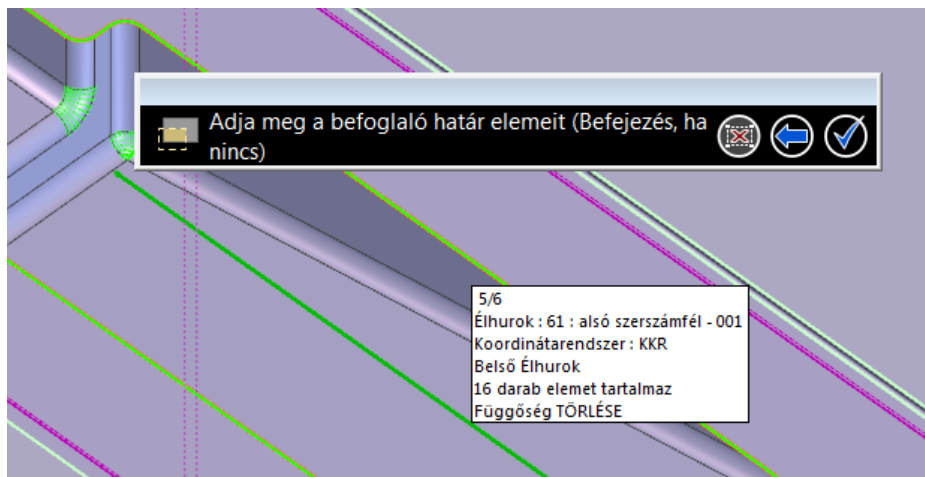 Adja meg a befoglaló határ elemeit (Befejezés, ha
nincs)
5/6
Élhurok : 61 : alsó szerszámfél - 001
Koordinátarendszer : KKR
Belső Élhurok
16 darab elemet tartalmaz
Függőség TÖRLÉSE